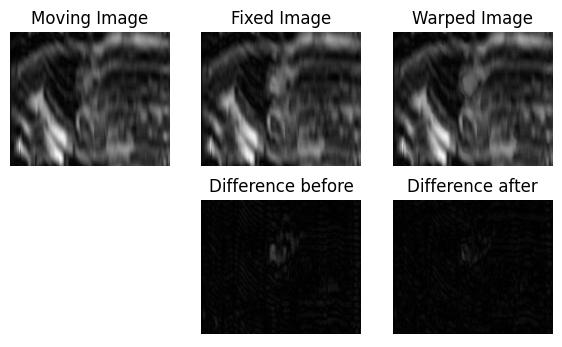 Moving Image
Fixed Image
Warped Image
Difference before
Difference after